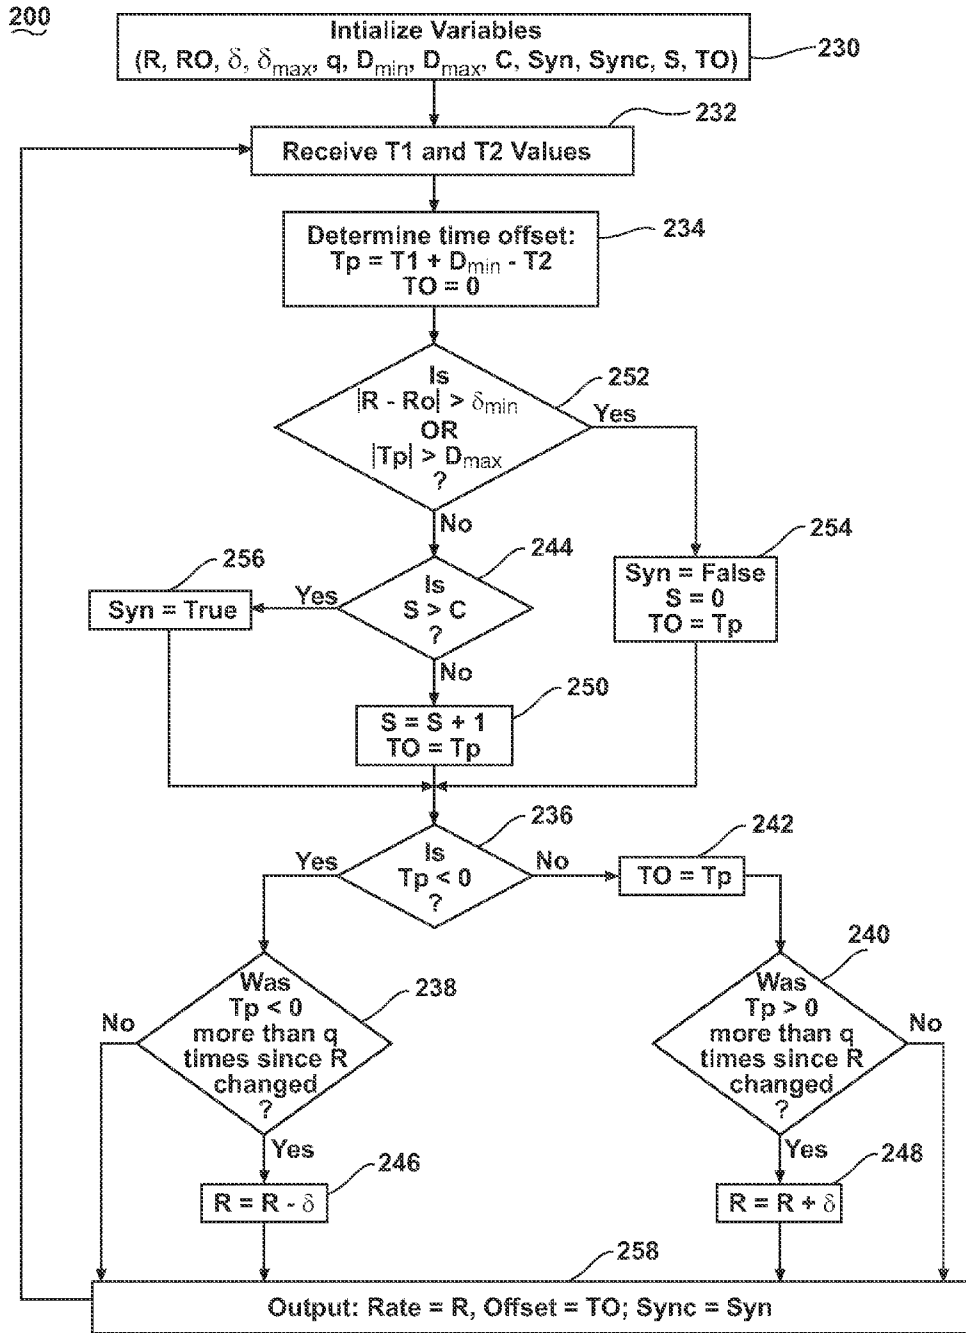 200
Intialize Variables
(R, RO, δ, δmax, q, Dmin, Dmax, C, Syn, Sync, S, TO)
230
232
Receive T1 and T2 Values
234
Determine time offset:
Tp = T1 + Dmin - T2
TO = 0
252
Is
|R - Ro| > δmin
OR
|Tp| > Dmax
?
Yes
No
244
254
256
Is
S > C
?
Yes
Syn = True
Syn = False
S = 0
TO = Tp
No
250
S = S + 1
TO = Tp
236
242
Is
Tp < 0
?
Yes
No
TO = Tp
238
Was
Tp < 0
more than q
times since R
changed
?
No
240
Was
Tp > 0
more than q
times since R
changed
?
No
Yes
246
R = R - δ
Yes
248
R = R + δ
258
Output: Rate = R, Offset = TO; Sync = Syn